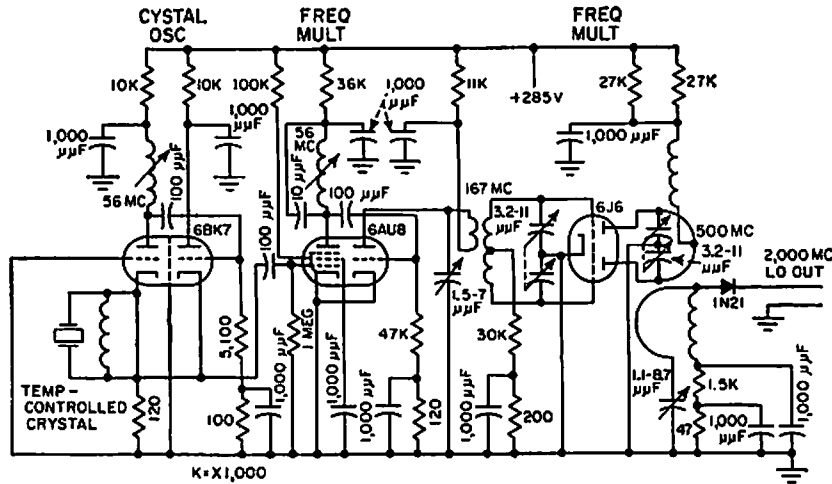 CYSTAL
OSC
FREQ
MULT
FREQ
MULT
10K
10K
100K
36K
1,000
μμF
11K
+285V
27K
27K
1,000
μμF
1,000
μμF
1,000
μμF
56
MC
56 MC
100 μμF
10 μμF
100 μμF
100 μμF
167 MC
3.2-11
μμF
6J6
500 MC
3.2-11
μμF
2,000 MC
LO OUT
6BK7
6AU8
1.5-7
μμF
1N21
5,100
1 MEG
47K
30K
1.1-8.7
μμF
1.5K
TEMP-
CONTROLLED
CRYSTAL
120
100
1,000 μμF
1,000 μμF
1,000 μμF
120
1,000 μμF
200
47
1,000
μμF
1,000 μμF
K=X1,000